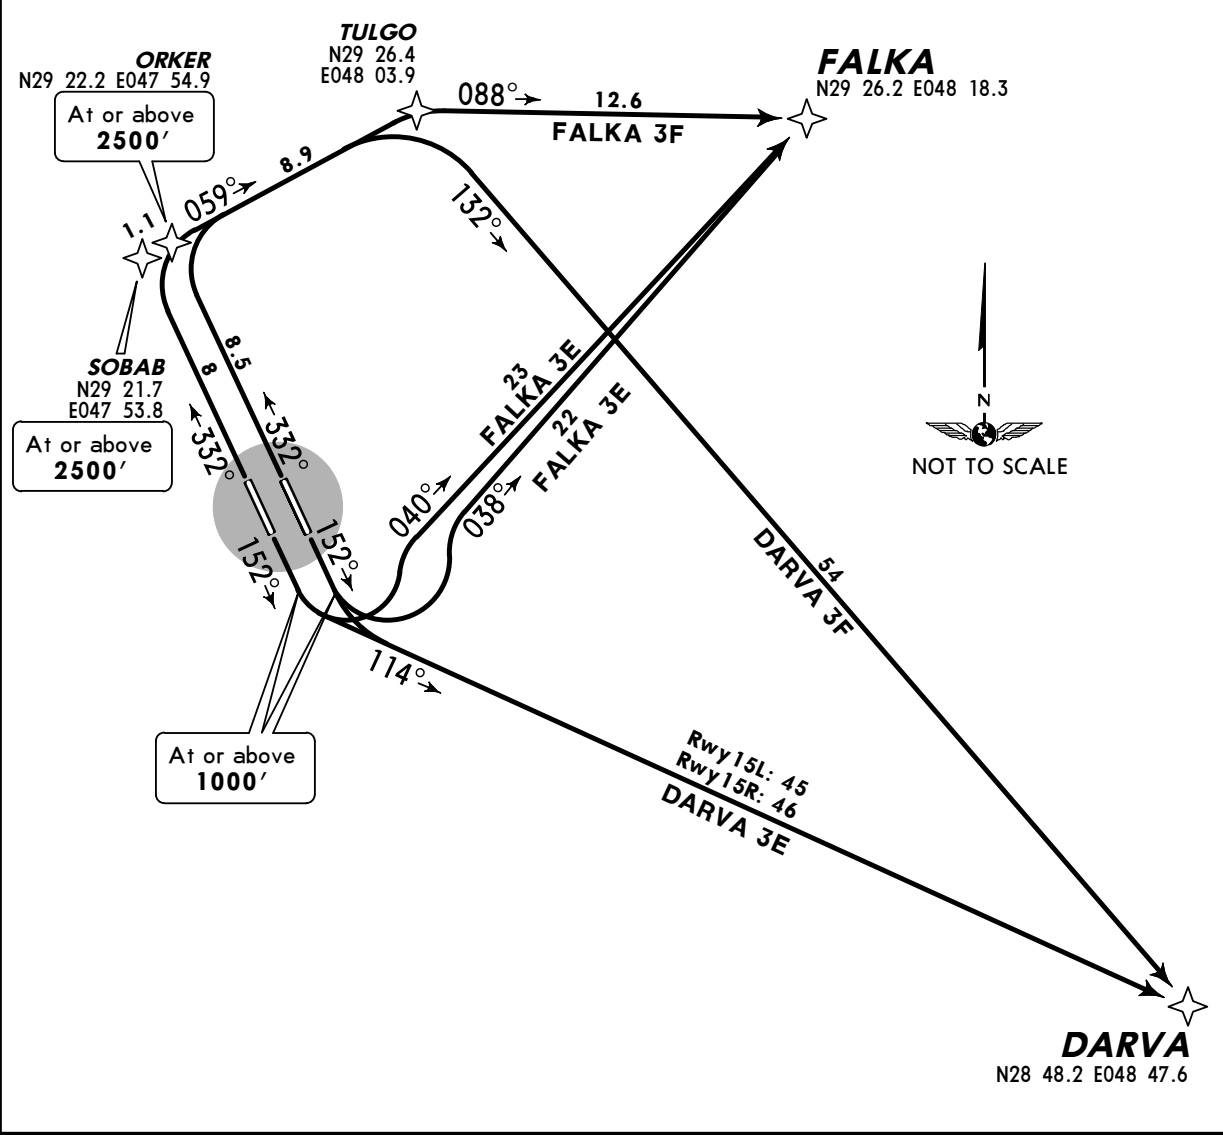 TULGO
N29 26.4
E048 03.9
ORKER
N29 22.2 E047 54.9
At or above
2500′
FALKA
N29 26.2 E048 18.3
088°
12.6
FALKA 3F
8.9
059°
1.1
132°
SOBAB
N29 21.7
E047 53.8
At or above
2500′
8
8.5
332°
332°
23
FALKA 3E
22
FALKA 3E
N
NOT TO SCALE
040°
038°
152°
152°
54
DARVA 3F
114°
At or above
1000′
Rwy15L: 45
Rwy15R: 46
DARVA 3E
DARVA
N28 48.2 E048 47.6